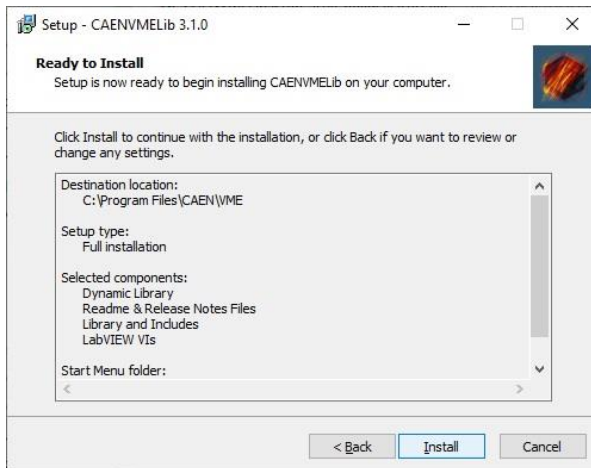 Setup - CAENVMELib 3.1.0
Ready to Install
Setup is now ready to begin installing CAENVMELib on your computer.
Click Install to continue with the installation, or click Back if you want to review or
change any settings.
Destination location:
C:\Program Files\CAEN\VME
Setup type:
Full installation
Selected components:
Dynamic Library
Readme & Release Notes Files
Library and Includes
LabVIEW VIs
Start Menu folder:
< Back
Install
Cancel